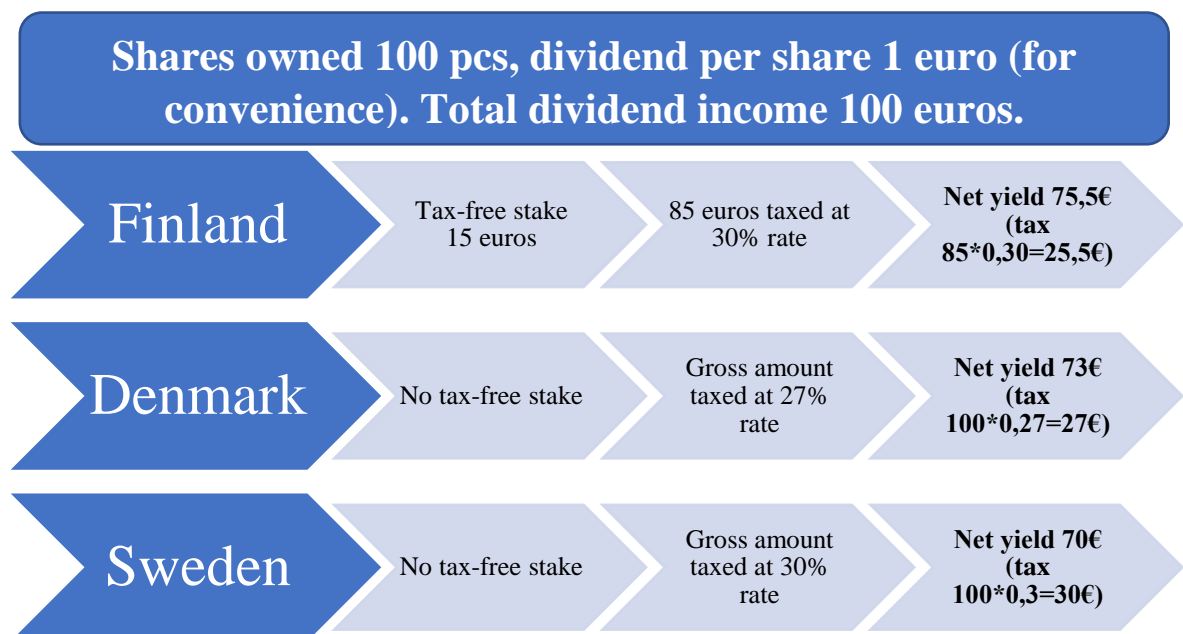 Shares owned 100 pcs, dividend per share 1 euro (for
convenience). Total dividend income 100 euros.
Finland
Tax-free stake
15 euros
85 euros taxed at
30% rate
Net yield 75,5€
(tax
85*0,30=25,5€)
Denmark
No tax-free stake
Gross amount
taxed at 27%
rate
Net yield 73€
(tax
100*0,27=27€)
Sweden
No tax-free stake
Gross amount
taxed at 30%
rate
Net yield 70€
(tax
100*0,3=30€)